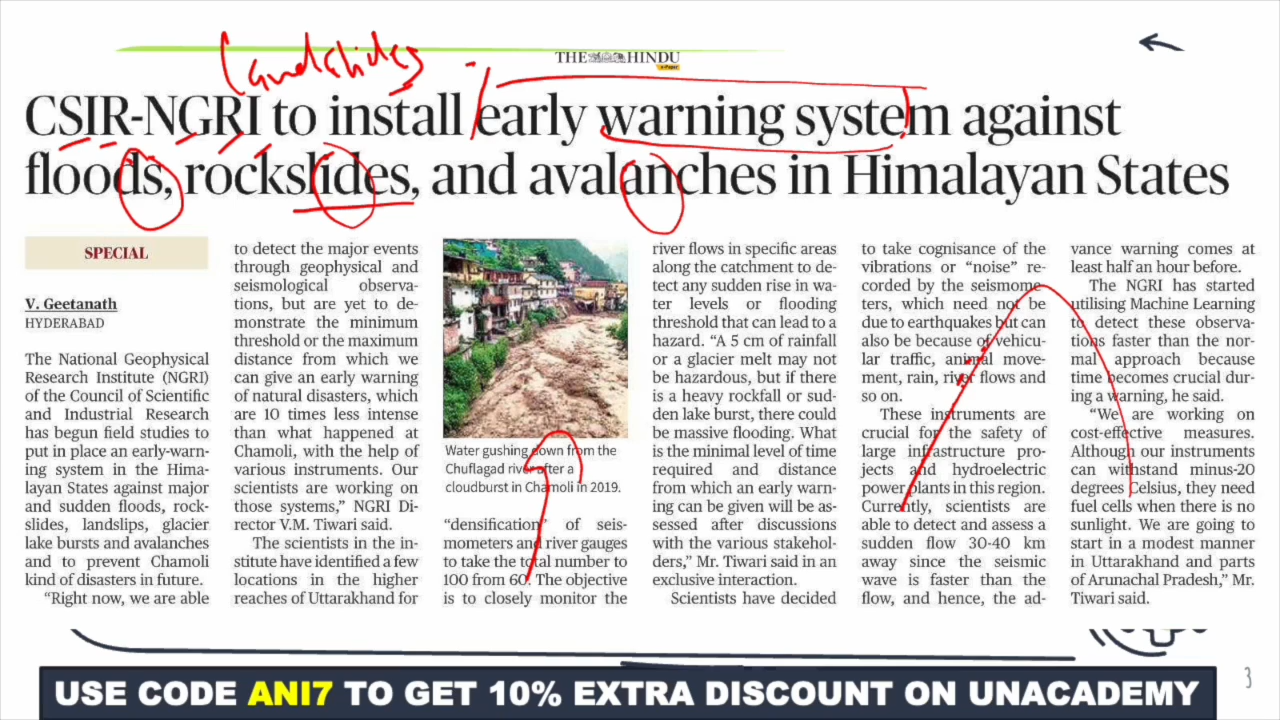 Landslides
THE HINDU
e-Paper
CSIR-NGRI to install early warning system against
floods, rockslides, and avalanches in Himalayan States
SPECIAL
V. Geetanath
HYDERABAD
The National Geophysical
Research Institute (NGRI)
of the Council of Scientific
and Industrial Research
has begun field studies to
put in place an early-warn-
ing system in the Hima-
layan States against major
and sudden floods, rock-
slides, landslips, glacier
lake bursts and avalanches
and to prevent Chamoli
kind of disasters in future.
“Right now, we are able
to detect the major events
through geophysical and
seismological observa-
tions, but are yet to de-
monstrate the minimum
threshold or the maximum
distance from which we
can give an early warning
of natural disasters, which
are 10 times less intense
than what happened at
Chamoli, with the help of
various instruments. Our
scientists are working on
those systems,” NGRI Di-
rector V.M. Tiwari said.
The scientists in the in-
stitute have identified a few
locations in the higher
reaches of Uttarakhand for
Water gushing down from the
Chuflagad river after a
cloudburst in Chamoli in 2019.
“densification” of seis-
mometers and river gauges
to take the total number to
100 from 60. The objective
is to closely monitor the
river flows in specific areas
along the catchment to de-
tect any sudden rise in wa-
ter levels or flooding
threshold that can lead to a
hazard. “A 5 cm of rainfall
or a glacier melt may not
be hazardous, but if there
is a heavy rockfall or sud-
den lake burst, there could
be massive flooding. What
is the minimal level of time
required and distance
from which an early warn-
ing can be given will be as-
sessed after discussions
with the various stakehol-
ders,” Mr. Tiwari said in an
exclusive interaction.
Scientists have decided
to take cognisance of the
vibrations or “noise” re-
corded by the seismome-
ters, which need not be
due to earthquakes but can
also be because of vehicu-
lar traffic, animal move-
ment, rain, river flows and
so on.
These instruments are
crucial for the safety of
large infrastructure pro-
jects and hydroelectric
power plants in this region.
Currently, scientists are
able to detect and assess a
sudden flow 30-40 km
away since the seismic
wave is faster than the
flow, and hence, the ad-
vance warning comes at
least half an hour before.
The NGRI has started
utilising Machine Learning
to detect these observa-
tions faster than the nor-
mal approach because
time becomes crucial dur-
ing a warning, he said.
“We are working on
cost-effective measures.
Although our instruments
can withstand minus-20
degrees Celsius, they need
fuel cells when there is no
sunlight. We are going to
start in a modest manner
in Uttarakhand and parts
of Arunachal Pradesh,” Mr.
Tiwari said.
USE CODE ANI7 TO GET 10% EXTRA DISCOUNT ON UNACADEMY
3